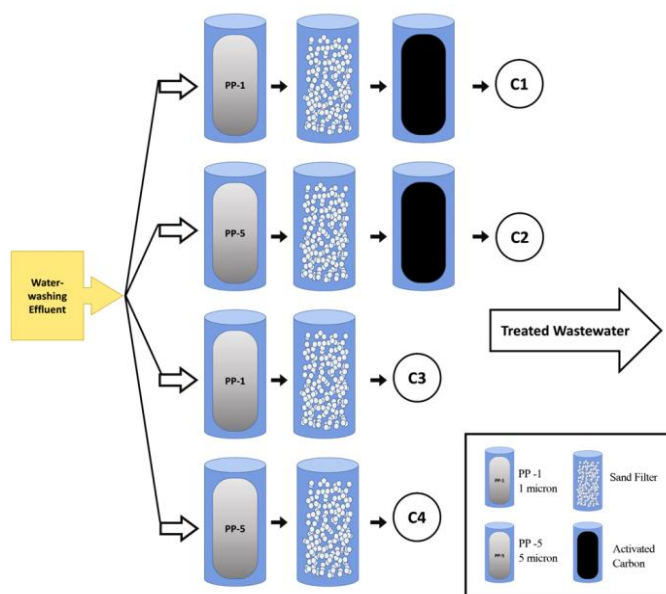 PP-1
C1
PP-5
C2
Water-
washing
Effluent
Treated Wastewater
PP-1
C3
PP-5
C4
PP-1
PP -1
1 micron
Sand Filter
PP-5
PP -5
5 micron
Activated
Carbon